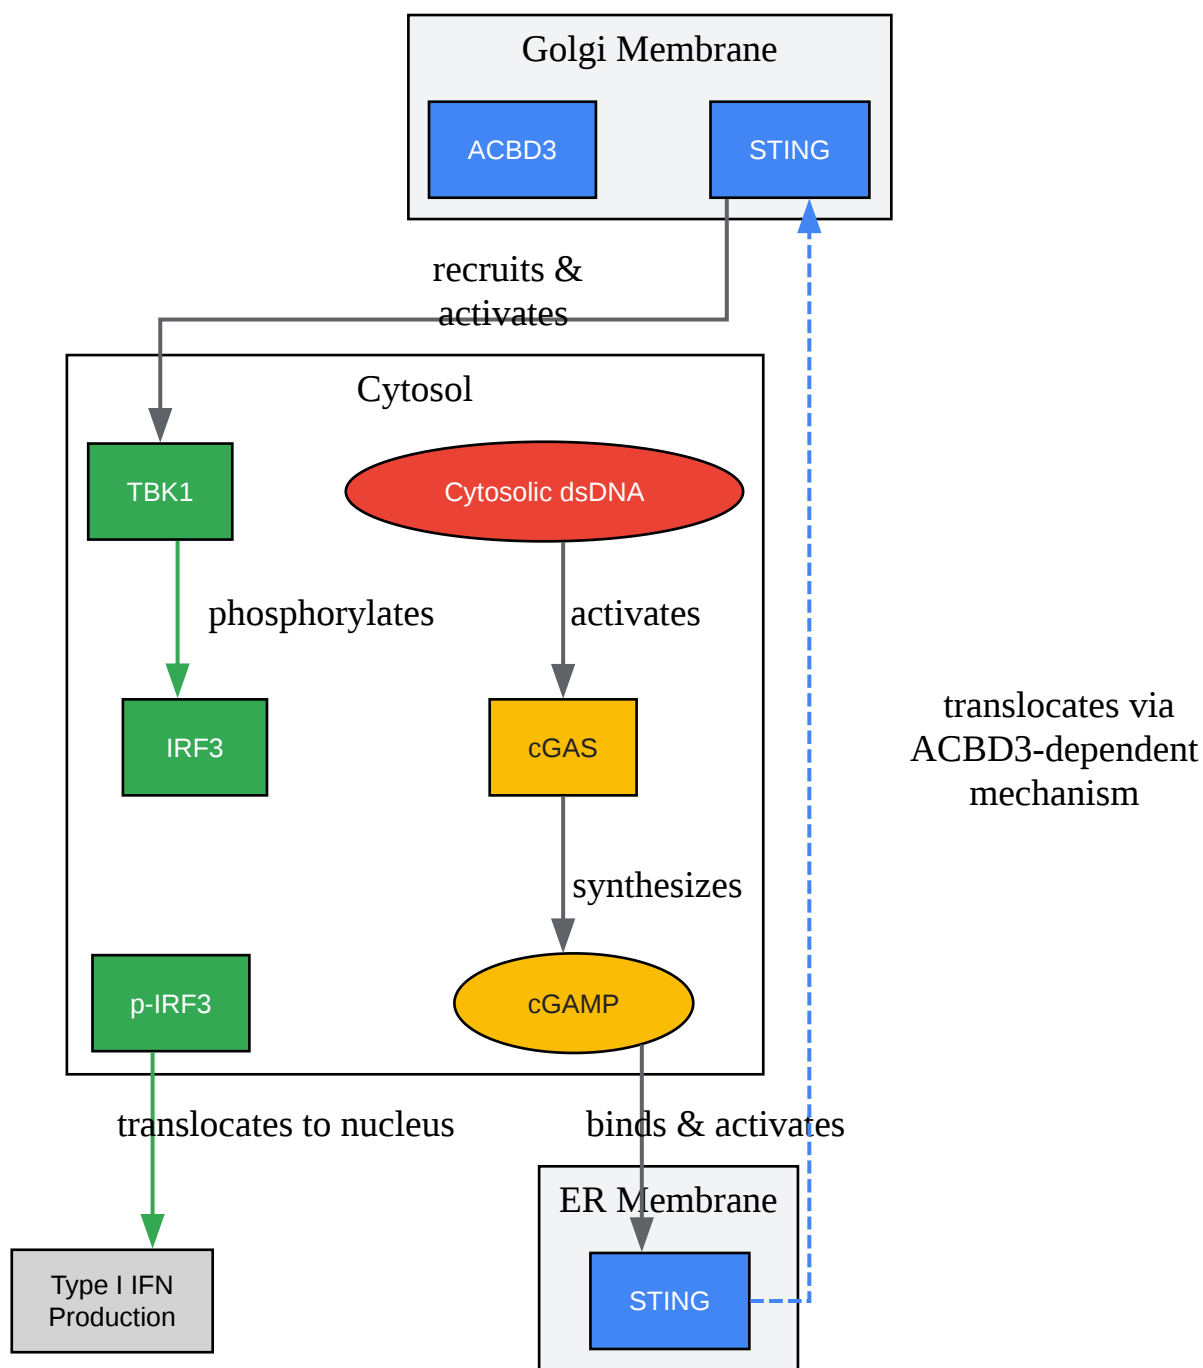 Golgi Membrane
ACBD3
STING
recruits &
activates
Cytosol
TBK1
Cytosolic dsDNA
phosphorylates
activates
IRF3
cGAS
translocates via
ACBD3-dependent
mechanism
synthesizes
p-IRF3
cGAMP
translocates to nucleus
binds & activates
ER Membrane
Type I IFN
Production
STING